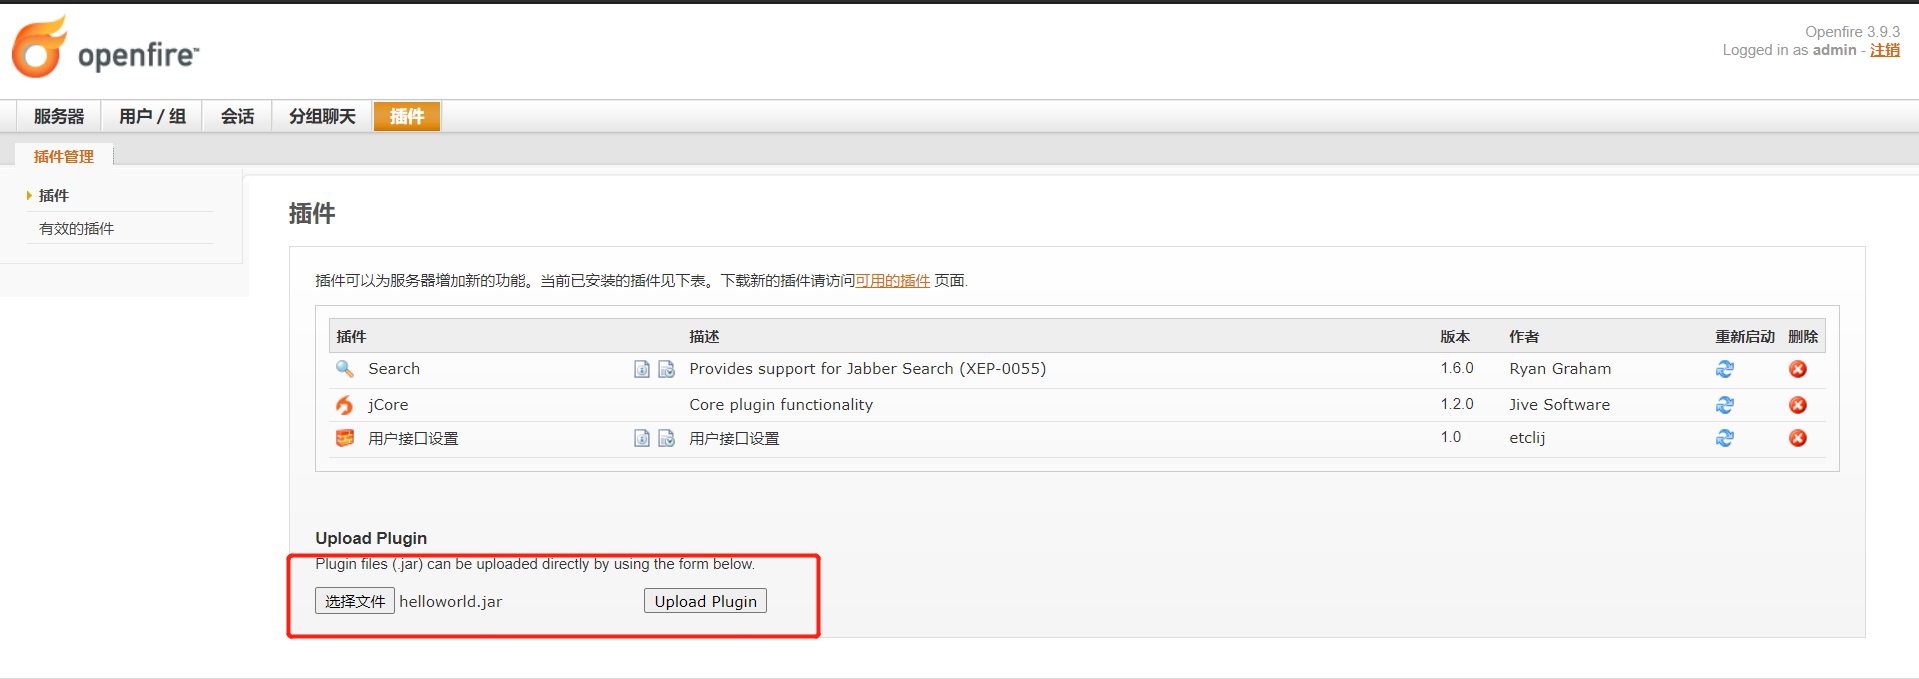 openfire™
Openfire 3.9.3
Logged in as admin - 注销
服务器 用户 / 组 会话 分组聊天 插件
插件管理
插件
有效的插件
插件
插件可以为服务器增加新的功能。当前已安装的插件见下表。下载新的插件请访问可用的插件 页面.
插件 描述 版本 作者 重新启动 删除
Search Provides support for Jabber Search (XEP-0055) 1.6.0 Ryan Graham
jCore Core plugin functionality 1.2.0 Jive Software
用户接口设置 用户接口设置 1.0 etclij
Upload Plugin
Plugin files (.jar) can be uploaded directly by using the form below.
选择文件 helloworld.jar Upload Plugin